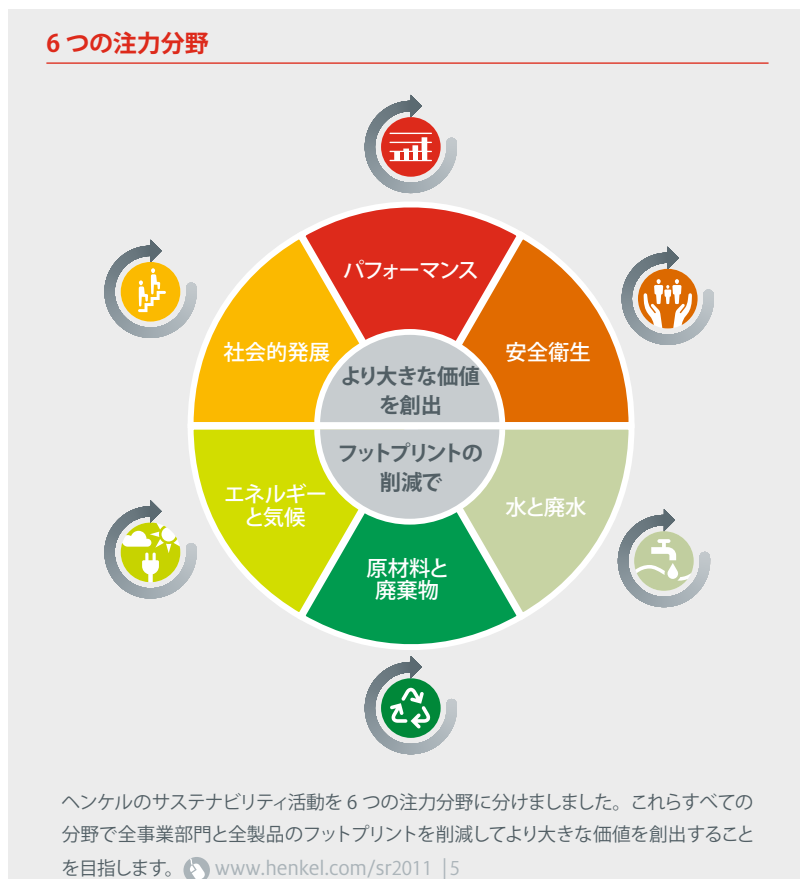 6 つの注力分野
パフォーマンス
社会的発展
安全衛生
より大きな価値
を創出
フットプリントの
削減で
エネルギー
と気候
水と廃水
原材料と
廃棄物
ヘンケルのサステナビリティ活動を 6 つの注力分野に分けましました。これらすべての
分野で全事業部門と全製品のフットプリントを削減してより大きな価値を創出すること
を目指します。 www.henkel.com/sr2011 |5